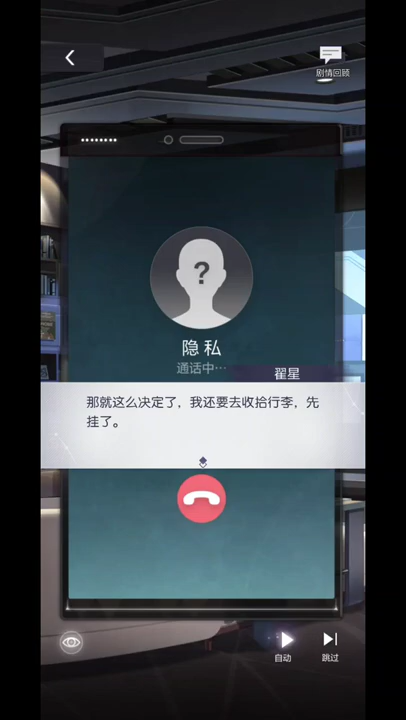 剧情回顾
隐私
通话中…
翟星
那就这么决定了，我还要去收拾行李，先
挂了。
自动
跳过